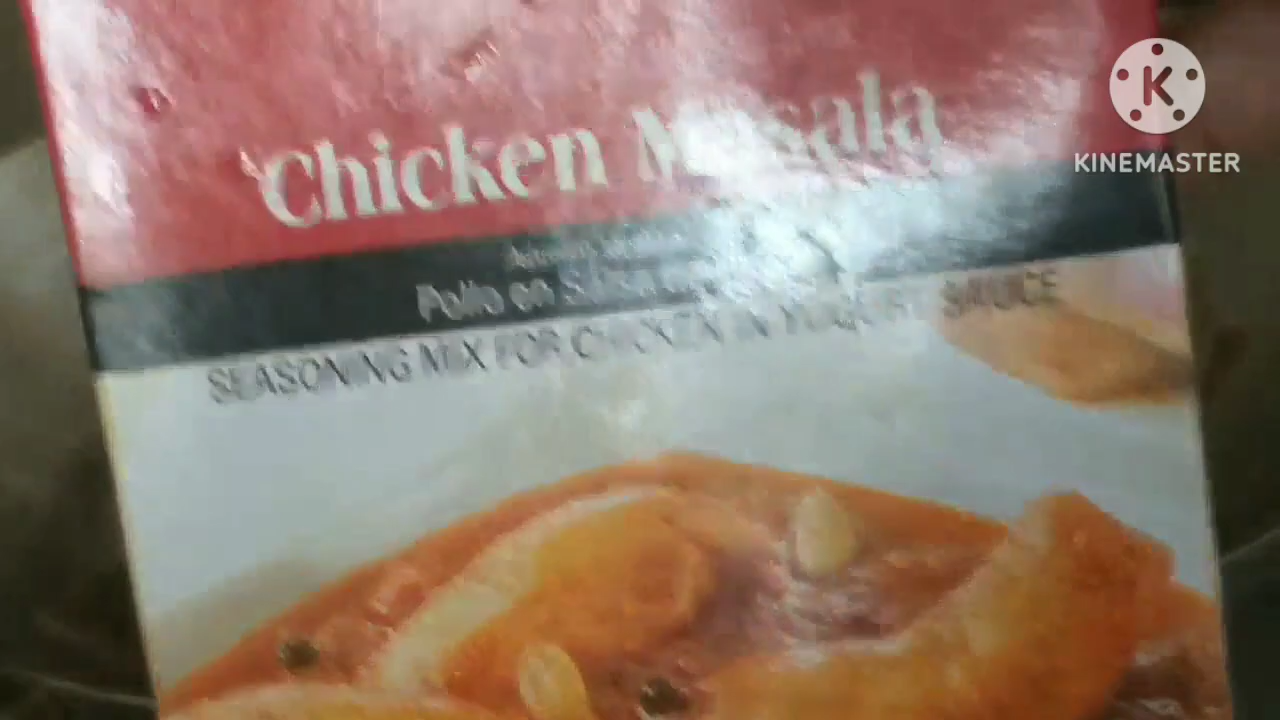 Chicken Masala
Pollo en Salsa
SEASONING MIX FOR CHICKEN IN YOGURT SAUCE
K
KINEMASTER